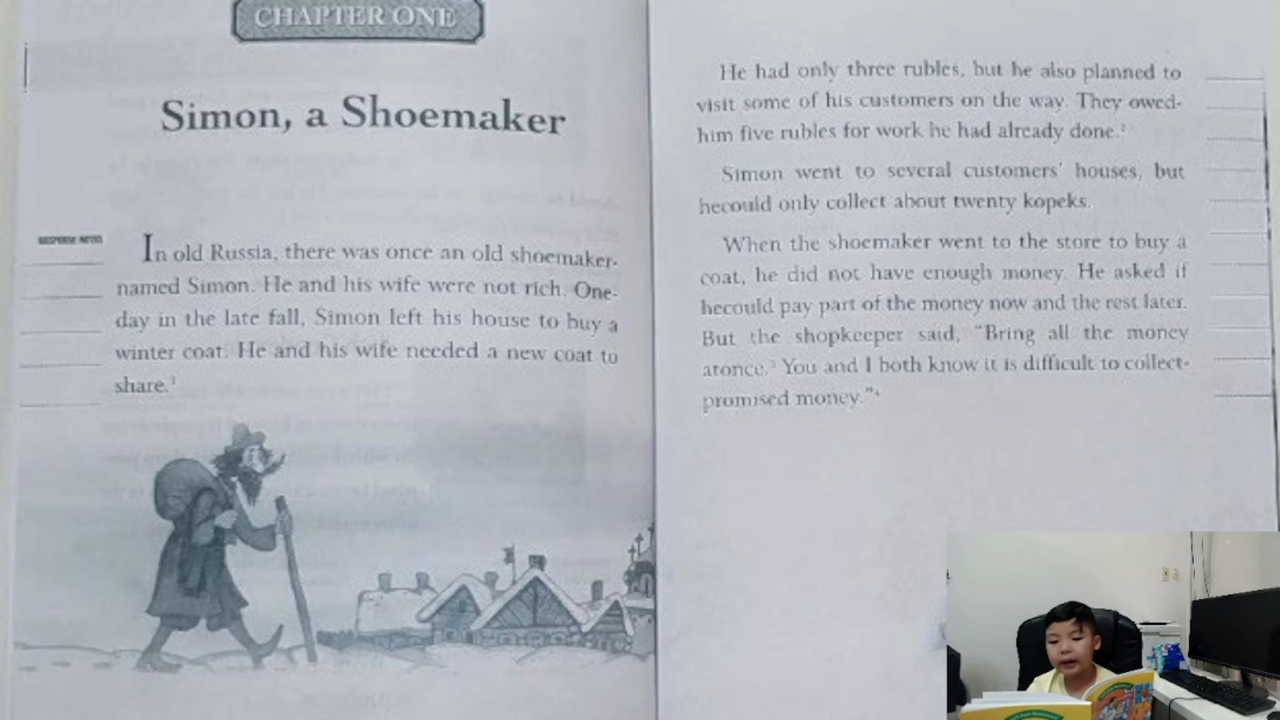 CHAPTER ONE
Simon, a Shoemaker
RESPONSE NOTES
In old Russia, there was once an old shoemaker-
named Simon. He and his wife were not rich. One-
day in the late fall, Simon left his house to buy a
winter coat. He and his wife needed a new coat to
share.¹
He had only three rubles, but he also planned to
visit some of his customers on the way. They owed-
him five rubles for work he had already done.²
Simon went to several customers' houses, but
hecould only collect about twenty kopeks.
When the shoemaker went to the store to buy a
coat, he did not have enough money. He asked if
hecould pay part of the money now and the rest later.
But the shopkeeper said, "Bring all the money
atonce.³ You and I both know it is difficult to collect-
promised money."⁴